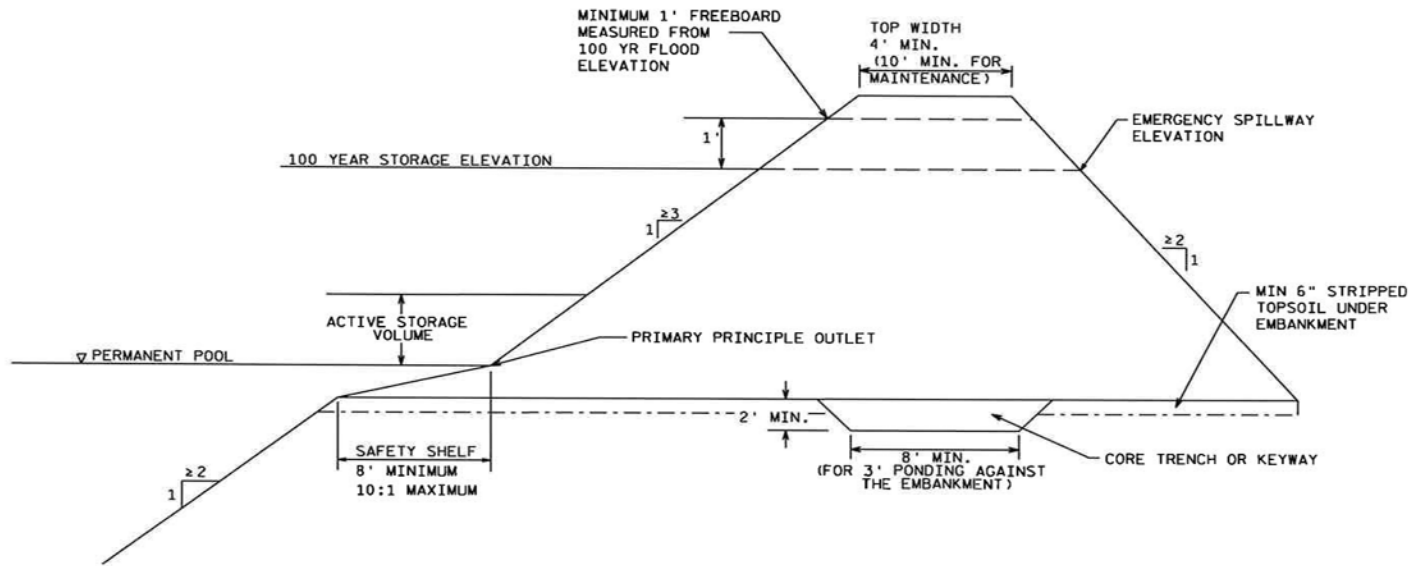 MINIMUM 1' FREEBOARD
MEASURED FROM
100 YR FLOOD
ELEVATION
TOP WIDTH
4' MIN.
(10' MIN. FOR
MAINTENANCE)
EMERGENCY SPILLWAY
ELEVATION
1'
100 YEAR STORAGE ELEVATION
≥3
1
≥2
1
MIN 6" STRIPPED
TOPSOIL UNDER
EMBANKMENT
ACTIVE STORAGE
VOLUME
PRIMARY PRINCIPLE OUTLET
PERMANENT POOL
2' MIN.
SAFETY SHELF
8' MINIMUM
10:1 MAXIMUM
8' MIN.
(FOR 3' PONDING AGAINST
THE EMBANKMENT)
CORE TRENCH OR KEYWAY
≥2
1